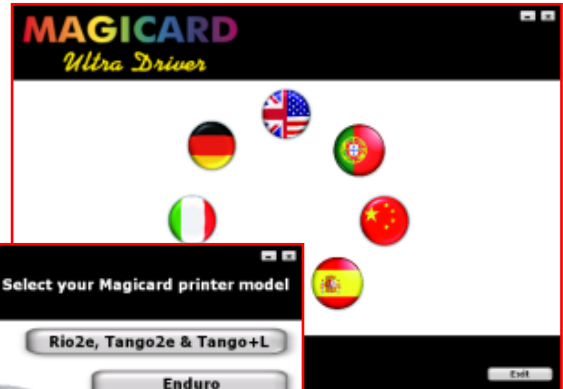 MAGICARD
Ultra Driver
Select your Magicard printer model
Rio2e, Tango2e & Tango+L
Enduro
Exit